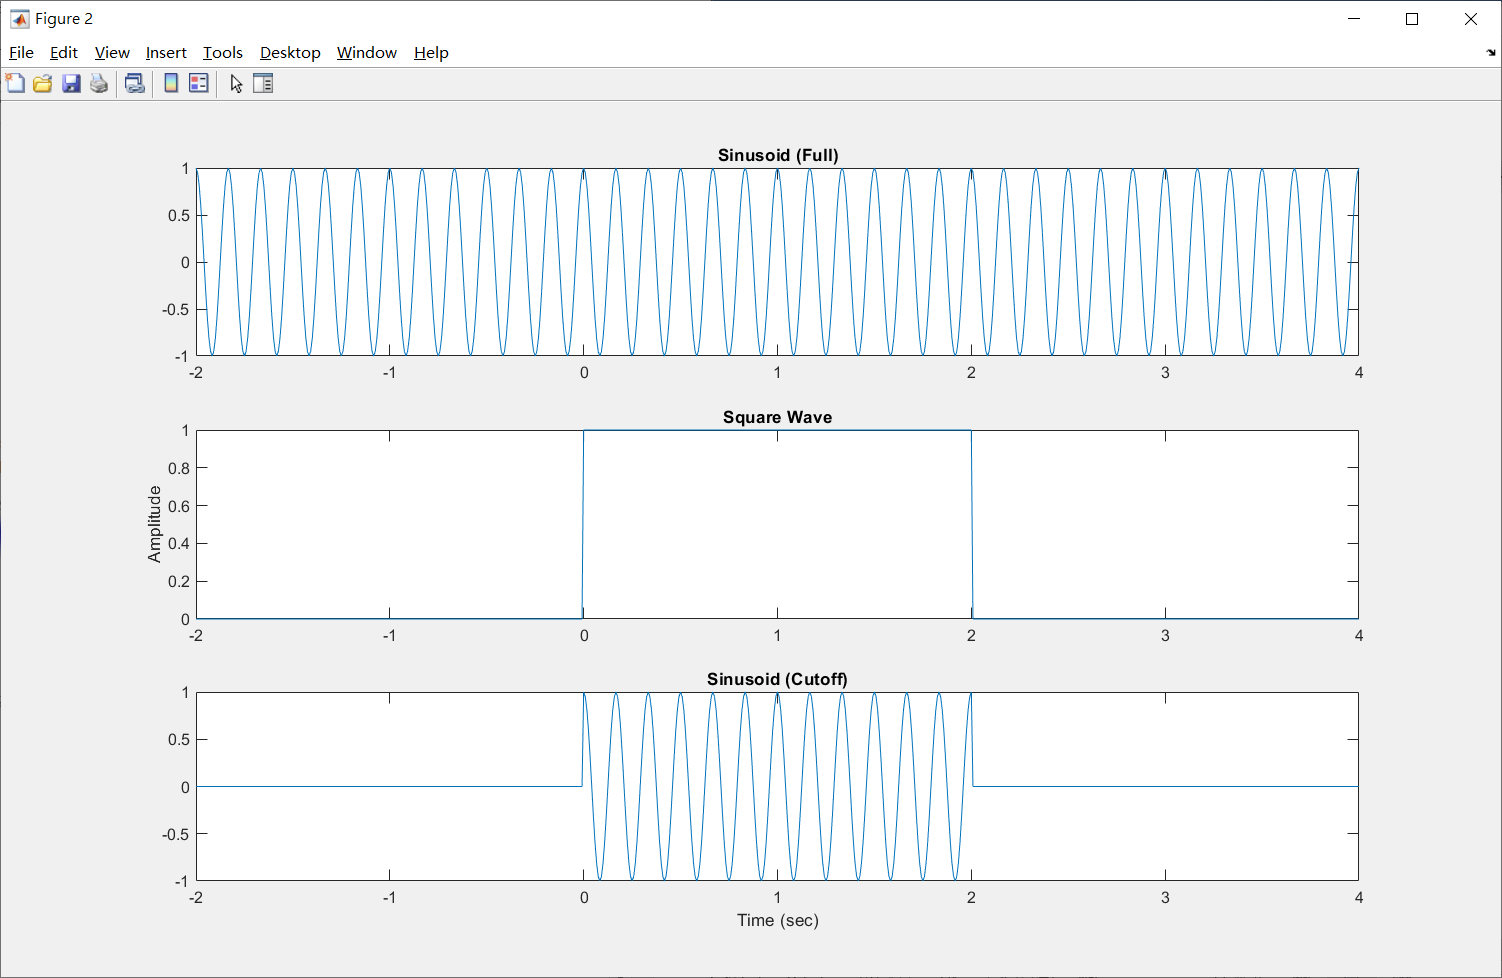 Figure 2
File Edit View Insert Tools Desktop Window Help
Sinusoid (Full)
1
0.5
0
-0.5
-1
-2 -1 0 1 2 3 4
Square Wave
Amplitude
1
0.8
0.6
0.4
0.2
0
-2 -1 0 1 2 3 4
Sinusoid (Cutoff)
1
0.5
0
-0.5
-1
-2 -1 0 1 2 3 4
Time (sec)